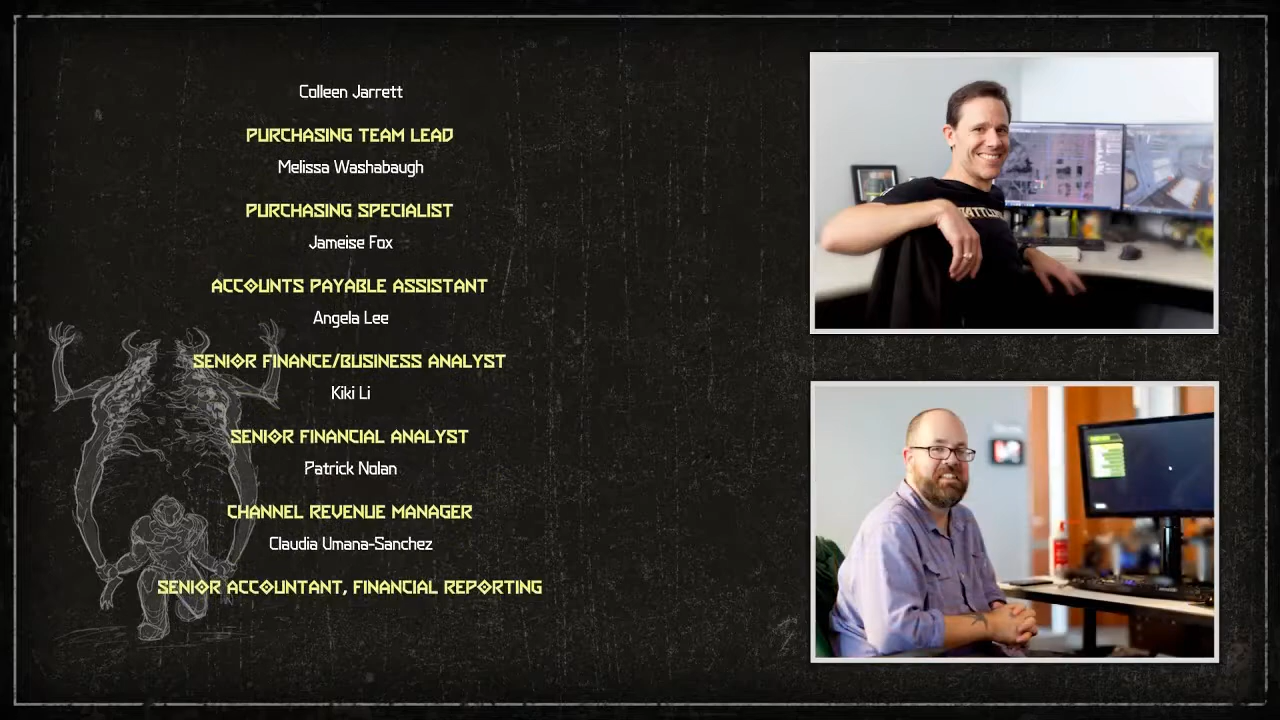 Colleen Jarrett
PURCHASING TEAM LEAD
Melissa Washabaugh
PURCHASING SPECIALIST
Jameise Fox
ACCOUNTS PAYABLE ASSISTANT
Angela Lee
SENIOR FINANCE/BUSINESS ANALYST
Kiki Li
SENIOR FINANCIAL ANALYST
Patrick Nolan
CHANNEL REVENUE MANAGER
Claudia Umana-Sanchez
SENIOR ACCOUNTANT, FINANCIAL REPORTING